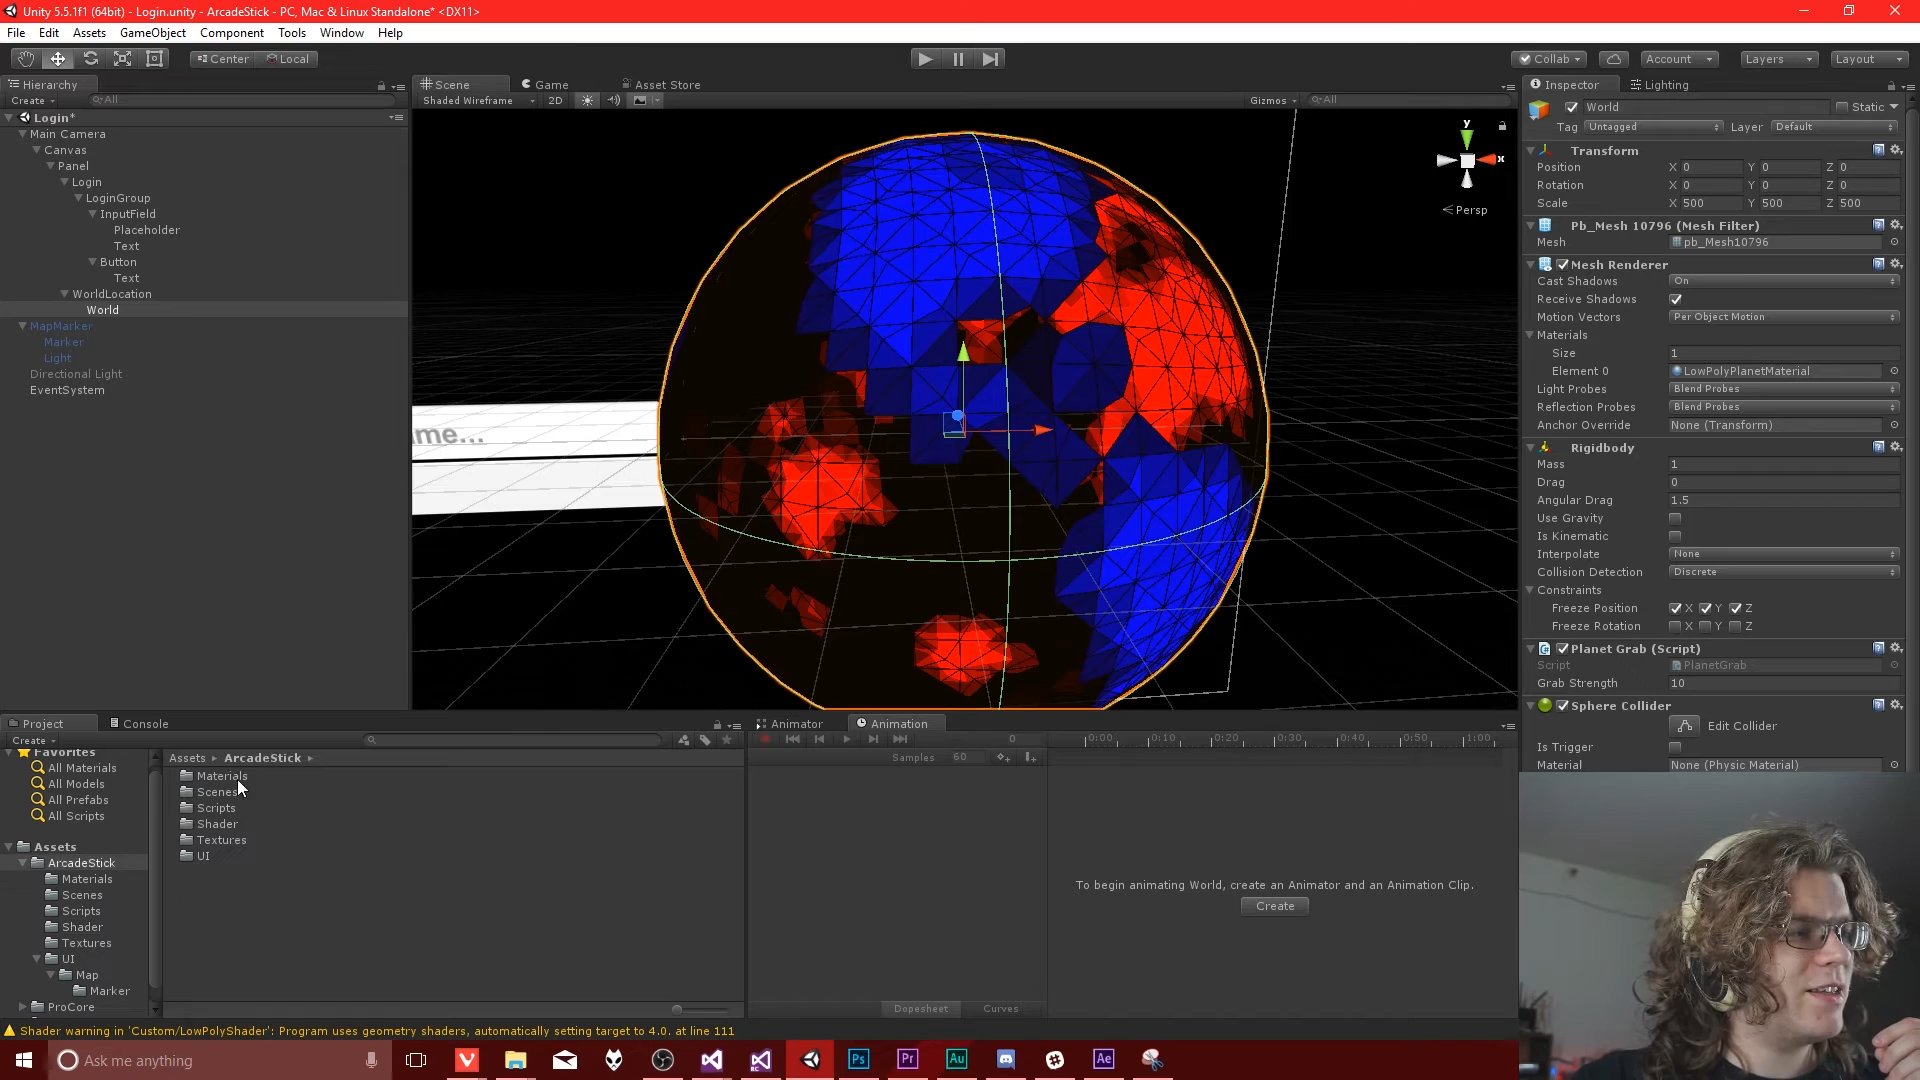 Unity 5.5.1f1 (64bit) - Login.unity - ArcadeStick - PC, Mac & Linux Standalone* <DX11>
File Edit Assets GameObject Component Tools Window Help
Center Local Collab Account Layers Layout
Hierarchy
Create All
Login*
Main Camera
Canvas
Panel
Login
LoginGroup
InputField
Placeholder
Text
Button
Text
WorldLocation
World
MapMarker
Marker
Light
Directional Light
EventSystem
Scene Game Asset Store
Shaded Wireframe 2D Gizmos All
y
x
Persp
ame...
Inspector Lighting
World Static
Tag Untagged Layer Default
Transform
Position X 0 Y 0 Z 0
Rotation X 0 Y 0 Z 0
Scale X 500 Y 500 Z 500
Pb_Mesh 10796 (Mesh Filter)
Mesh pb_Mesh10796
Mesh Renderer
Cast Shadows On
Receive Shadows
Motion Vectors Per Object Motion
Materials
Size 1
Element 0 LowPolyPlanetMaterial
Light Probes Blend Probes
Reflection Probes Blend Probes
Anchor Override None (Transform)
Rigidbody
Mass 1
Drag 0
Angular Drag 1.5
Use Gravity
Is Kinematic
Interpolate None
Collision Detection Discrete
Constraints
Freeze Position X Y Z
Freeze Rotation X Y Z
Planet Grab (Script)
Script PlanetGrab
Grab Strength 10
Sphere Collider
Edit Collider
Is Trigger
Material None (Physic Material)
Project Console
Create
Favorites
All Materials
All Models
All Prefabs
All Scripts
Assets
ArcadeStick
Materials
Scenes
Scripts
Shader
Textures
UI
Map
Marker
ProCore
Assets ArcadeStick
Materials
Scenes
Scripts
Shader
Textures
UI
Animator Animation
0 0:00 0:10 0:20 0:30 0:40 0:50 1:00
Samples 60
To begin animating World, create an Animator and an Animation Clip.
Create
Dopesheet Curves
Shader warning in 'Custom/LowPolyShader': Program uses geometry shaders, automatically setting target to 4.0. at line 111
Ask me anything
V
RC
Ps Pr Au Ae